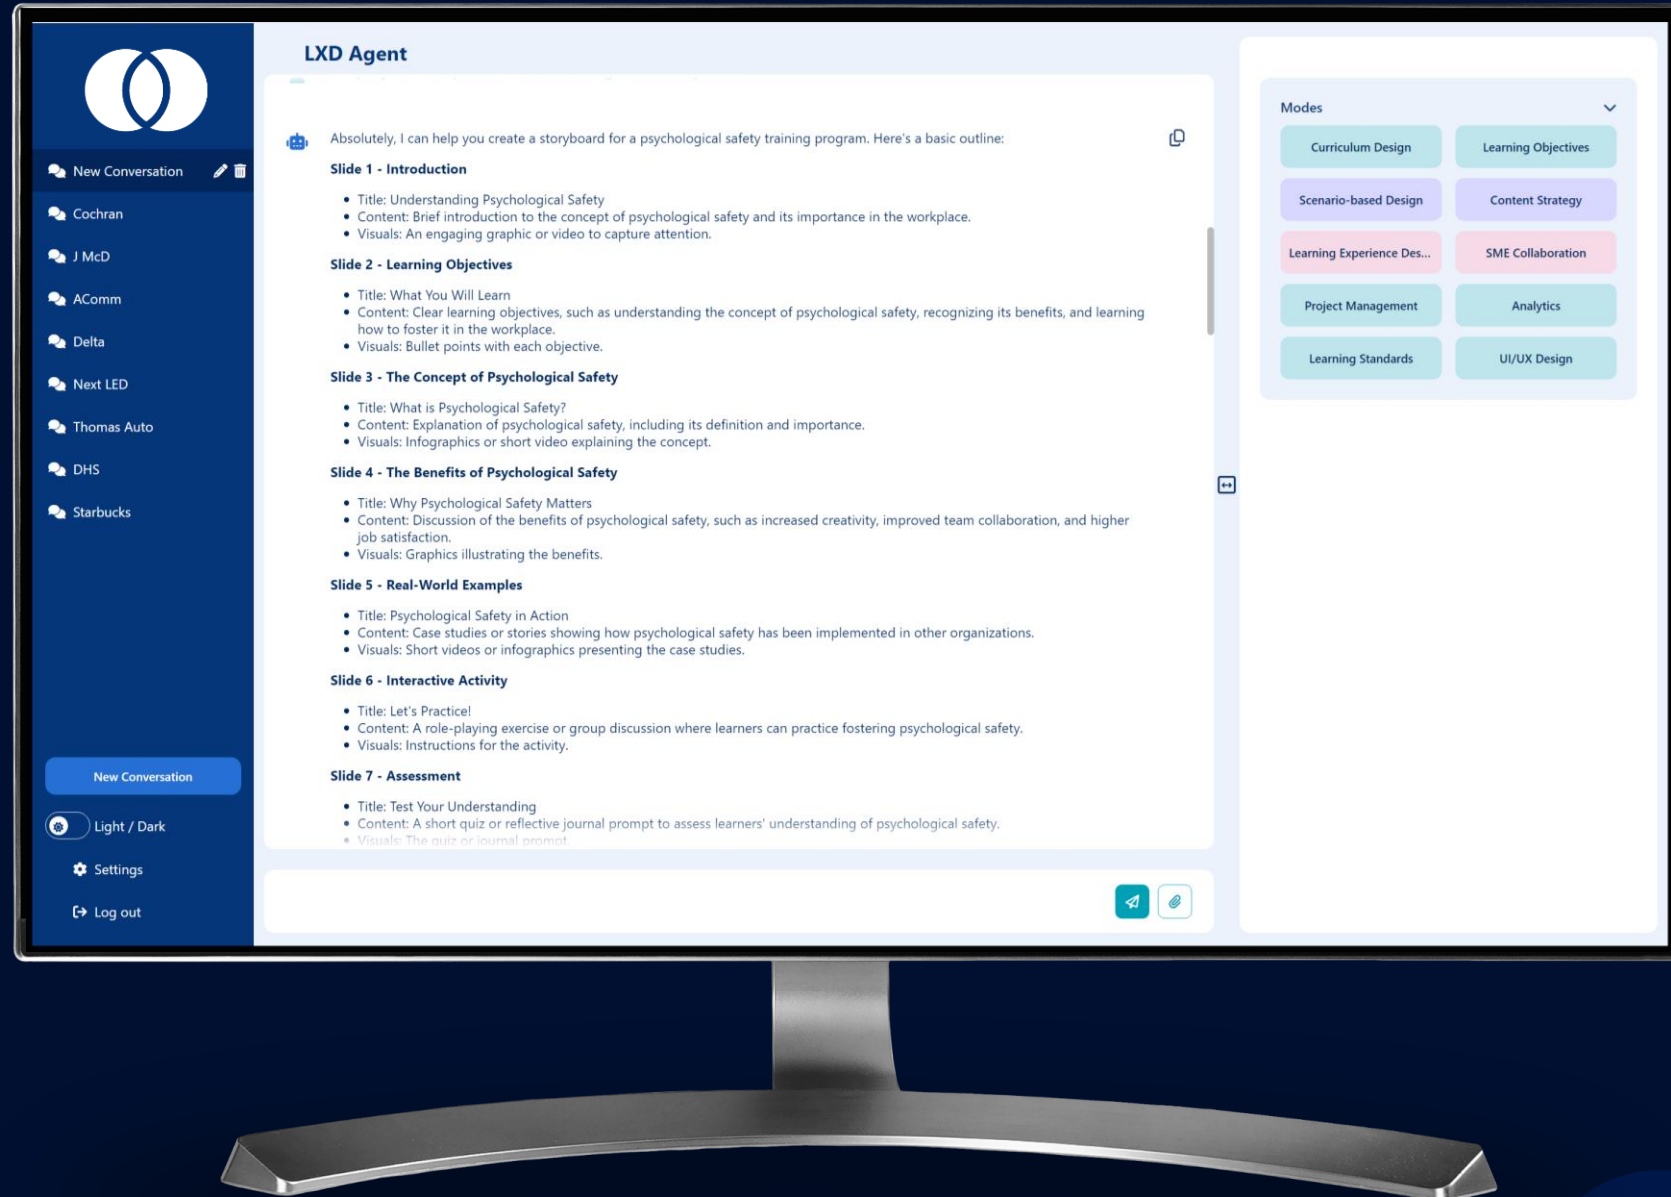 New Conversation
Cochran
J McD
AComm
Delta
Next LED
Thomas Auto
DHS
Starbucks
New Conversation
Light / Dark
Settings
Log out
LXD Agent
Absolutely, I can help you create a storyboard for a psychological safety training program. Here's a basic outline:
Slide 1 - Introduction
• Title: Understanding Psychological Safety
• Content: Brief introduction to the concept of psychological safety and its importance in the workplace.
• Visuals: An engaging graphic or video to capture attention.
Slide 2 - Learning Objectives
• Title: What You Will Learn
• Content: Clear learning objectives, such as understanding the concept of psychological safety, recognizing its benefits, and learning
how to foster it in the workplace.
• Visuals: Bullet points with each objective.
Slide 3 - The Concept of Psychological Safety
• Title: What is Psychological Safety?
• Content: Explanation of psychological safety, including its definition and importance.
• Visuals: Infographics or short video explaining the concept.
Slide 4 - The Benefits of Psychological Safety
• Title: Why Psychological Safety Matters
• Content: Discussion of the benefits of psychological safety, such as increased creativity, improved team collaboration, and higher
job satisfaction.
• Visuals: Graphics illustrating the benefits.
Slide 5 - Real-World Examples
• Title: Psychological Safety in Action
• Content: Case studies or stories showing how psychological safety has been implemented in other organizations.
• Visuals: Short videos or infographics presenting the case studies.
Slide 6 - Interactive Activity
• Title: Let's Practice!
• Content: A role-playing exercise or group discussion where learners can practice fostering psychological safety.
• Visuals: Instructions for the activity.
Slide 7 - Assessment
• Title: Test Your Understanding
• Content: A short quiz or reflective journal prompt to assess learners' understanding of psychological safety.
• Visuals: The quiz or journal prompt.
Modes
Curriculum Design
Learning Objectives
Scenario-based Design
Content Strategy
Learning Experience Des...
SME Collaboration
Project Management
Analytics
Learning Standards
UI/UX Design